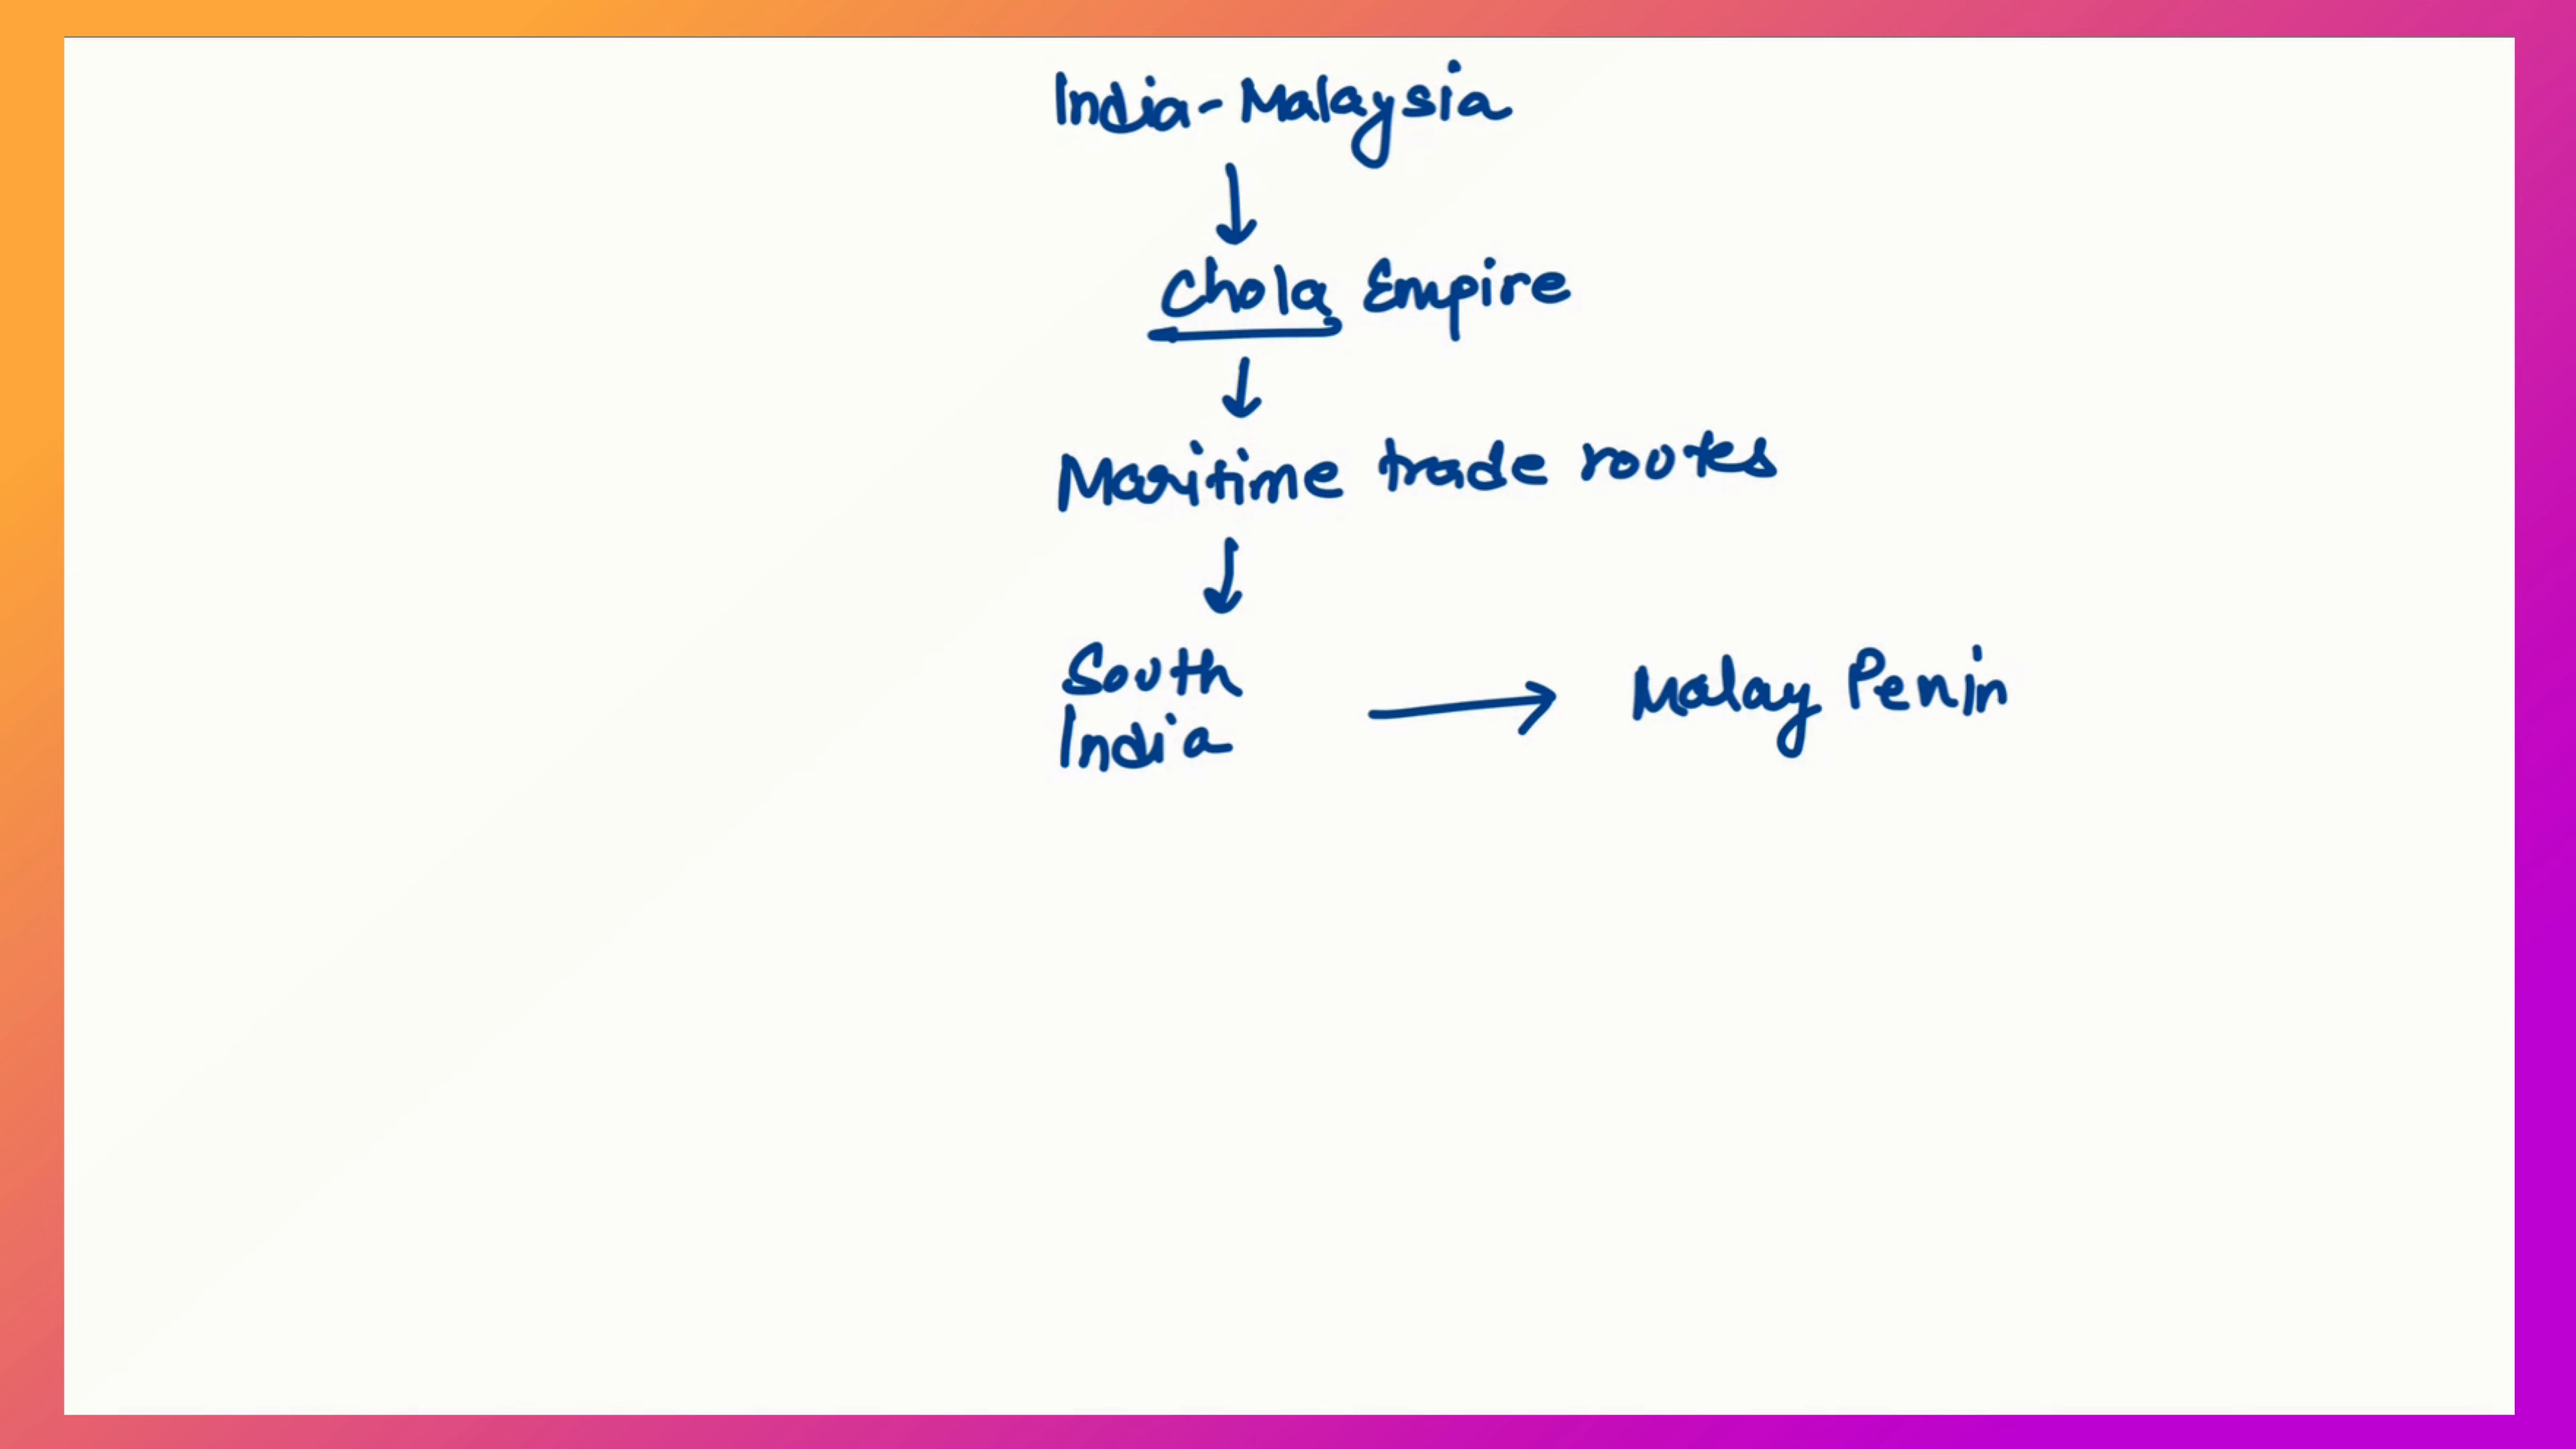 India-Malaysia
↓
Chola Empire
↓
Maritime trade routes
↓
South India → Malay Penin